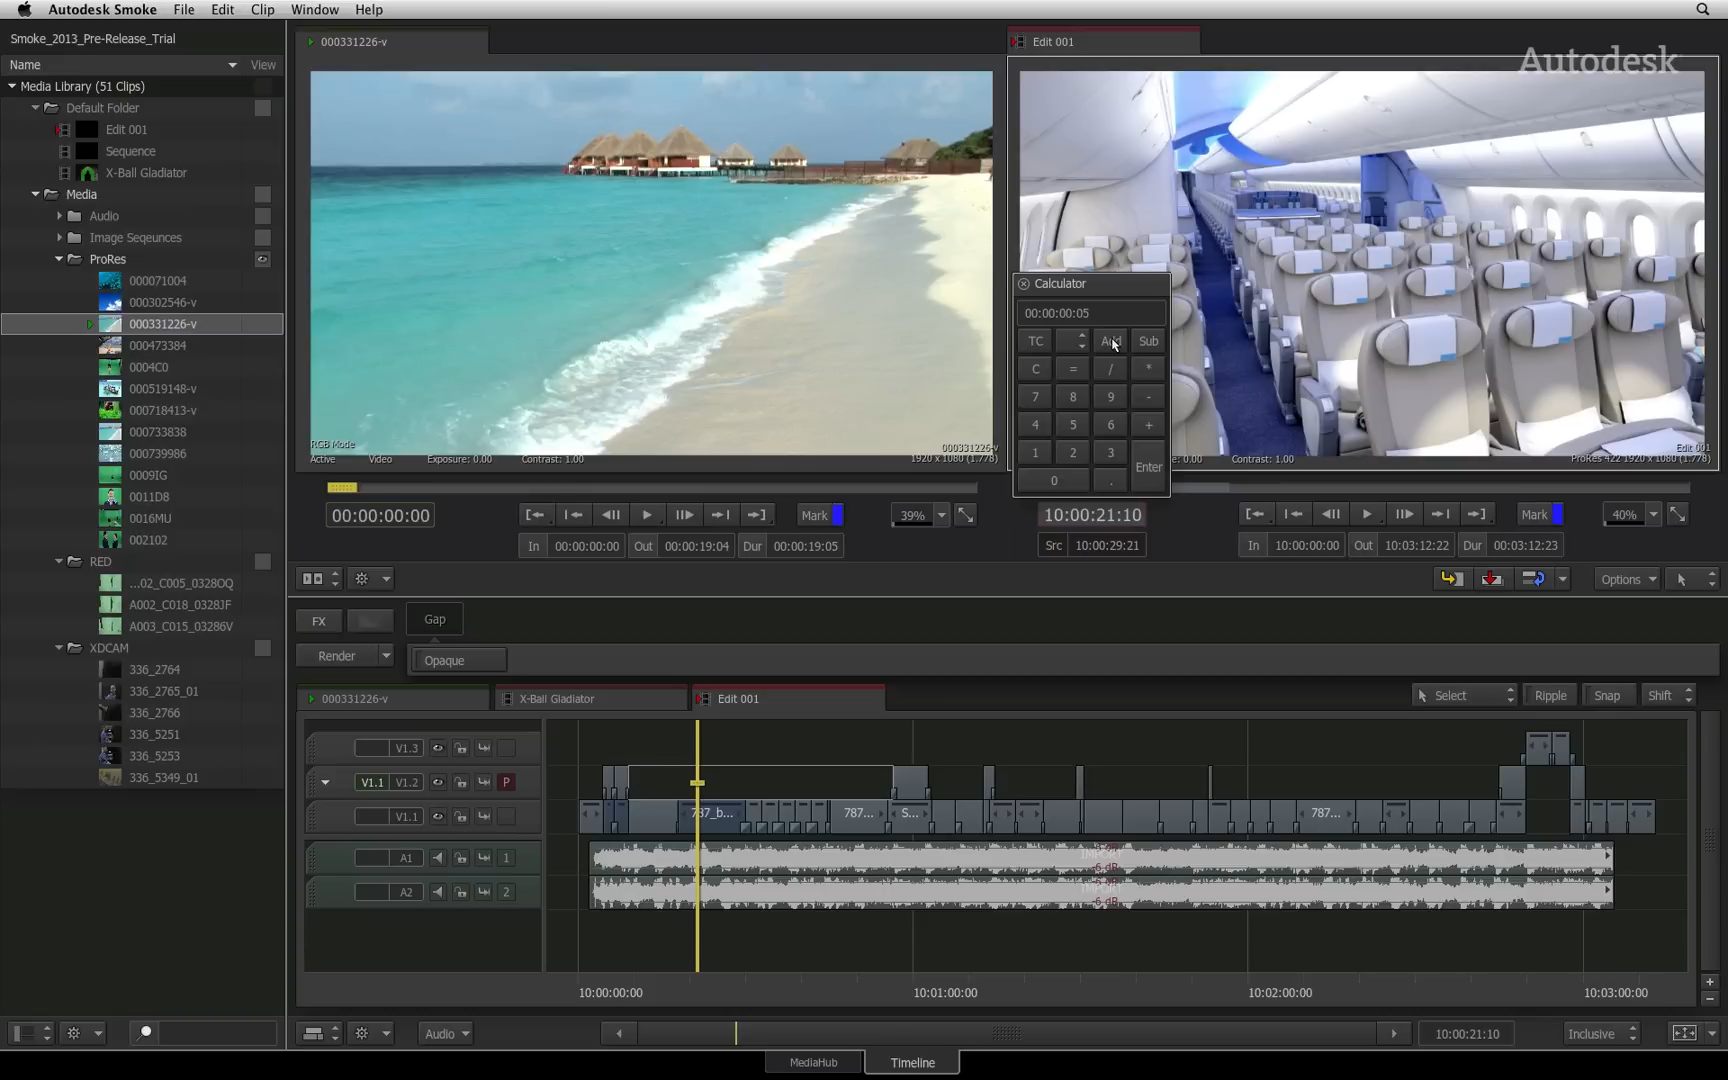 Autodesk Smoke File Edit Clip Window Help
Smoke_2013_Pre-Release_Trial
Name View
Media Library (51 Clips)
Default Folder
Edit 001
Sequence
X-Ball Gladiator
Media
Audio
Image Seqeunces
ProRes
000071004
000302546-v
000331226-v
000473384
0004C0
000519148-v
000718413-v
000733838
000739986
0009IG
0011D8
0016MU
002102
RED
...02_C005_0328OQ
A002_C018_0328JF
A003_C015_03286V
XDCAM
336_2764
336_2765_01
336_2766
336_5251
336_5253
336_5349_01
000331226-v
RGB Mode
Active Video Exposure: 0.00 Contrast: 1.00
000331226-v
1920 x 1080 (1.778)
Edit 001
Autodesk
Calculator
00:00:00:05
TC Add Sub
C = / *
7 8 9 -
4 5 6 +
1 2 3 Enter
0 .
: 0.00 Contrast: 1.00
Edit 001
ProRes 422 1920 x 1080 (1.778)
00:00:00:00 Mark 39%
In 00:00:00:00 Out 00:00:19:04 Dur 00:00:19:05
10:00:21:10 Mark 40%
Src 10:00:29:21 In 10:00:00:00 Out 10:03:12:22 Dur 00:03:12:23
Options
FX Gap
Render Opaque
000331226-v X-Ball Gladiator Edit 001 Select Ripple Snap Shift
V1.3
V1.1 V1.2 P
V1.1 787_b... 787... S... 787...
A1 1 -6 dB
A2 2 -6 dB
10:00:00:00 10:01:00:00 10:02:00:00 10:03:00:00
Audio 10:00:21:10 Inclusive
MediaHub Timeline